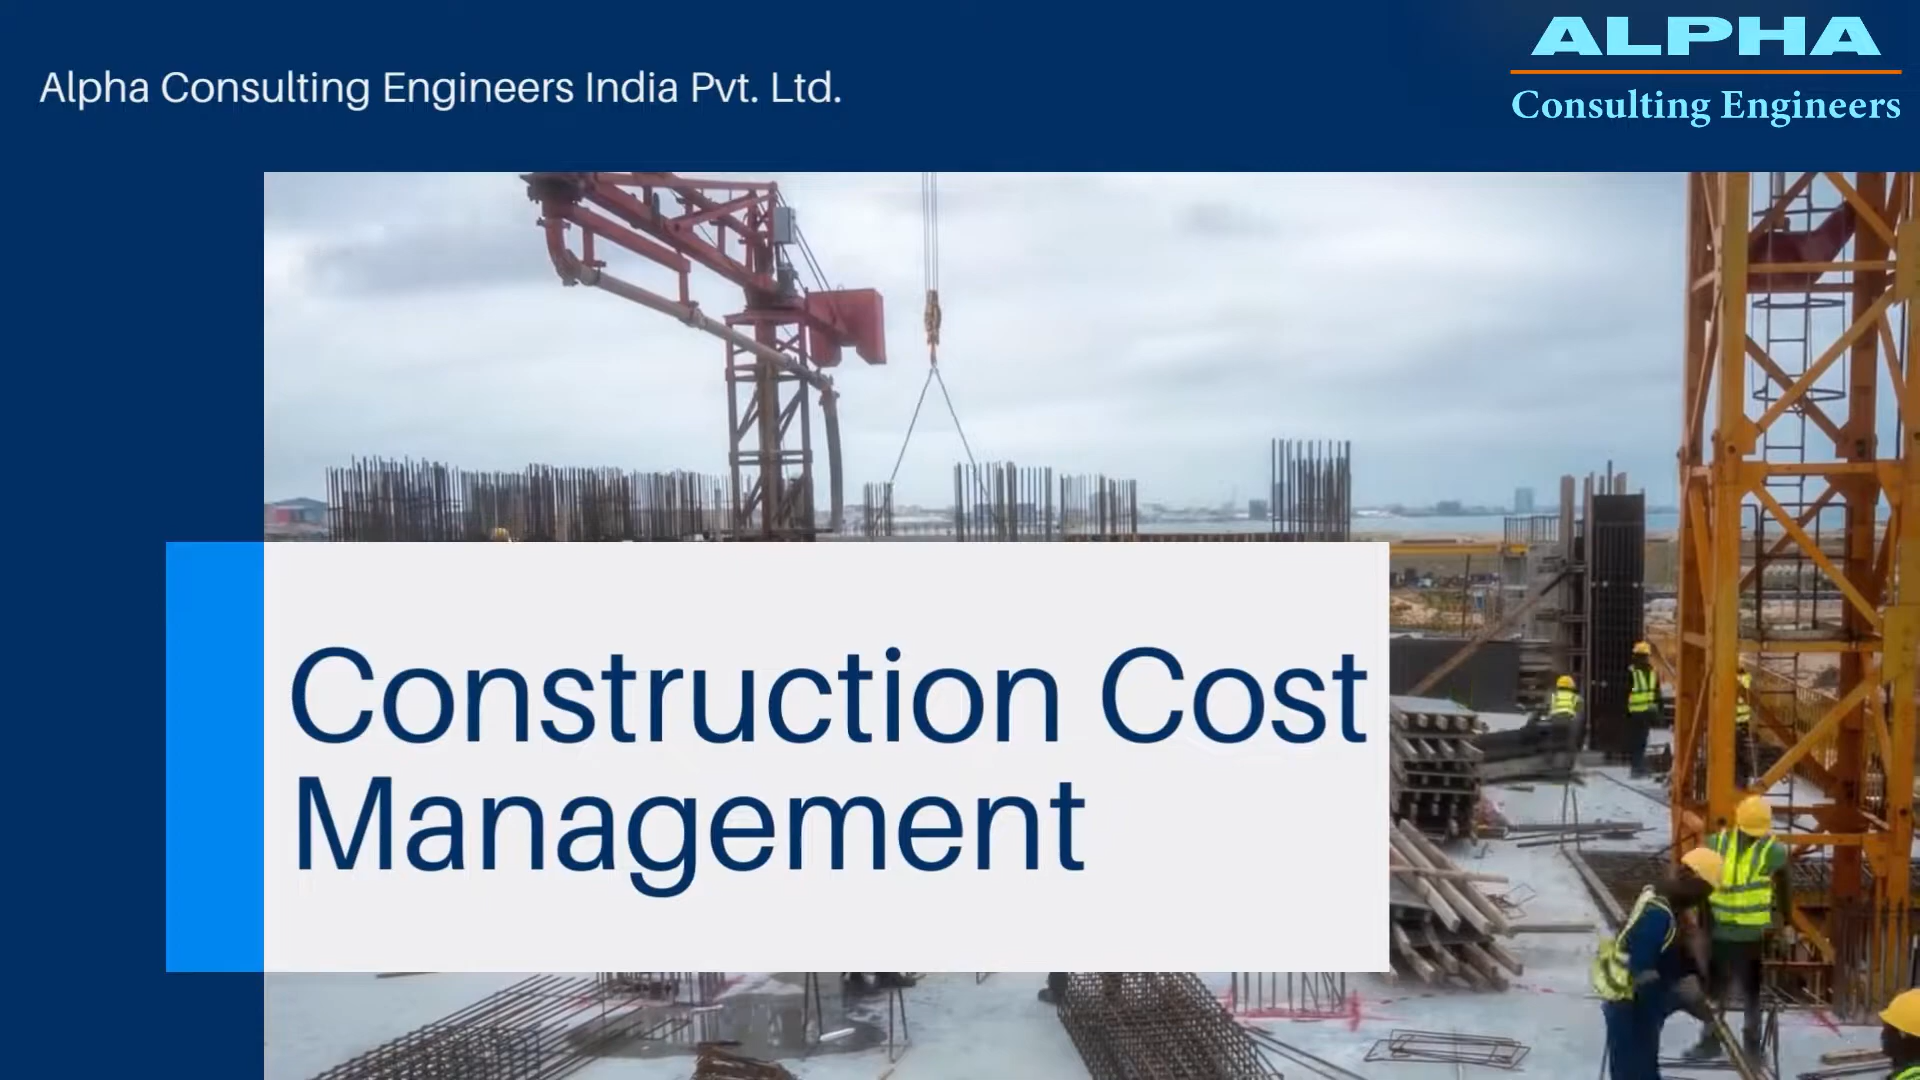 Alpha Consulting Engineers India Pvt. Ltd.
ALPHA
Consulting Engineers
Construction Cost
Management